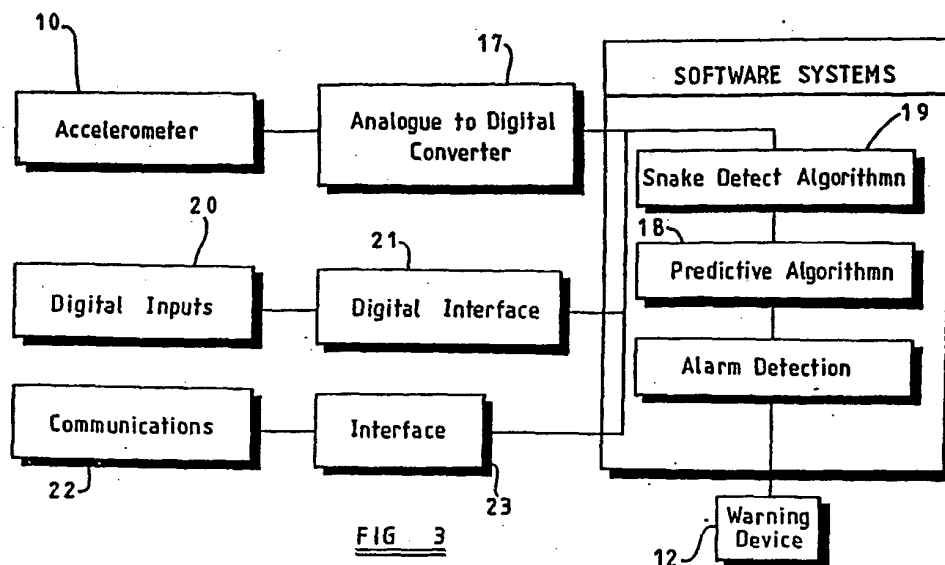 10
17
SOFTWARE SYSTEMS
19
Accelerometer
Analogue to Digital
Converter
Snake Detect Algorithmn
20
21
18
Predictive Algorithmn
Digital Inputs
Digital Interface
Alarm Detection
Communications
Interface
22
23
Warning
Device
12
FIG 3